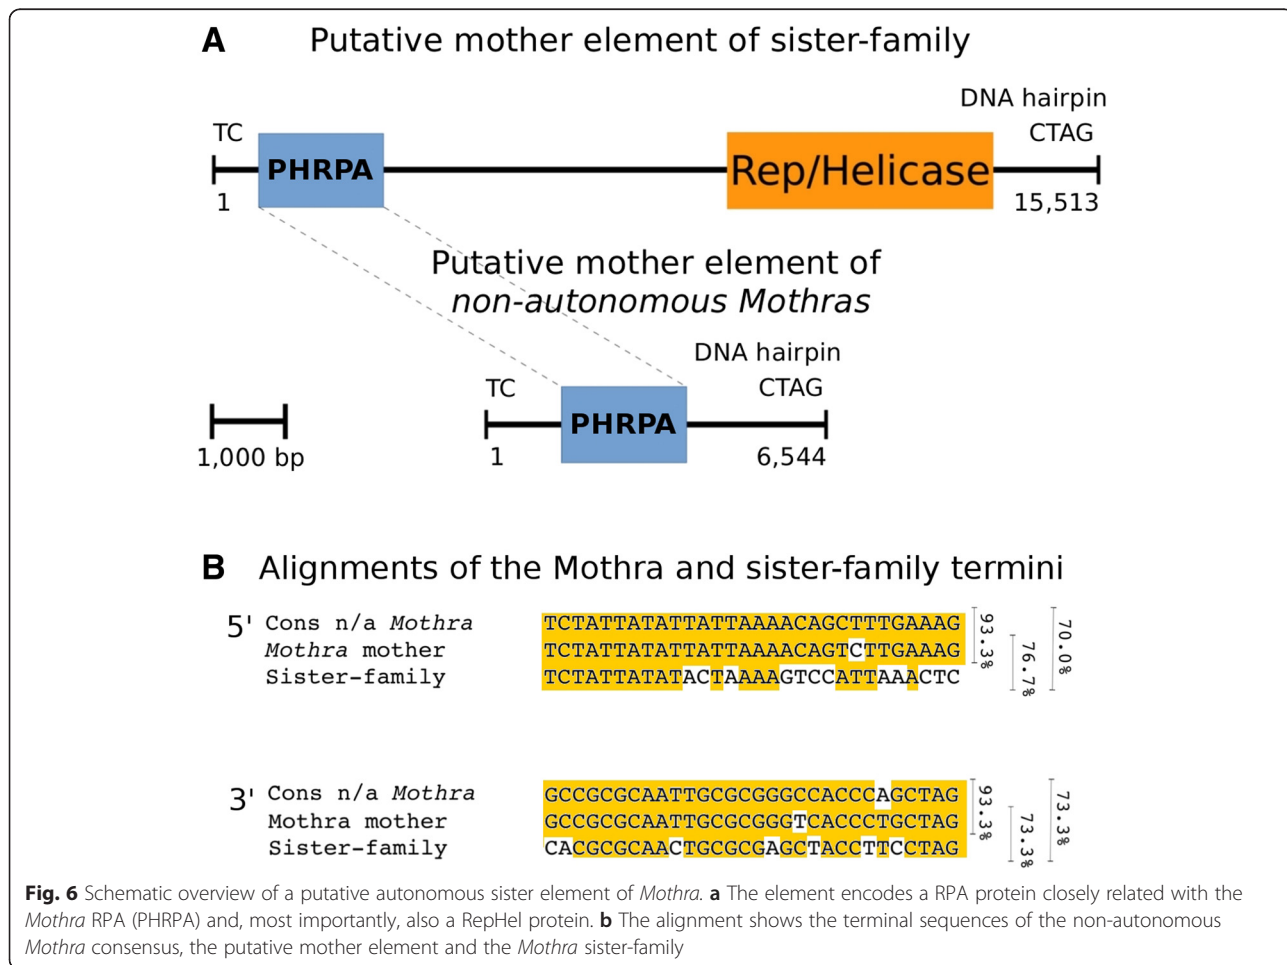 A Putative mother element of sister-family
DNA hairpin
TC CTAG
PHRPA Rep/Helicase
1 15,513
Putative mother element of
non-autonomous Mothras
DNA hairpin
TC CTAG
PHRPA
1,000 bp 1 6,544
B Alignments of the Mothra and sister-family termini
5' Cons n/a Mothra TCTATTATATTATTAAAACAGCTTTGAAAG
Mothra mother TCTATTATATTATTAAAACAGTCTTGAAAG
Sister-family TCTATTATATACTAAAAGTCCATTAAACTC
93.3% 76.7% 70.0%
3' Cons n/a Mothra GCCGCGCAATTGCGCGGGCCACCCAGCTAG
Mothra mother GCCGCGCAATTGCGCGGGTCACCCTGCTAG
Sister-family CACGCGCAACTGCGCGAGCTACCTTCCTAG
93.3% 73.3% 73.3%
Fig. 6 Schematic overview of a putative autonomous sister element of Mothra. a The element encodes a RPA protein closely related with the
Mothra RPA (PHRPA) and, most importantly, also a RepHel protein. b The alignment shows the terminal sequences of the non-autonomous
Mothra consensus, the putative mother element and the Mothra sister-family